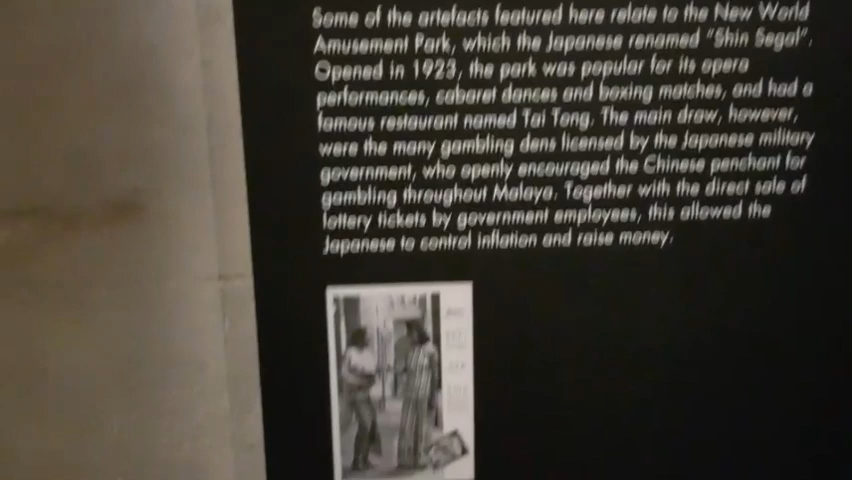 Some of the artefacts featured here relate to the New World
Amusement Park, which the Japanese renamed "Shin Segai".
Opened in 1923, the park was popular for its opera
performances, cabaret dances and boxing matches, and had a
famous restaurant named Tai Tong. The main draw, however,
were the many gambling dens licensed by the Japanese military
government, who openly encouraged the Chinese penchant for
gambling throughout Malaya. Together with the direct sale of
lottery tickets by government employees, this allowed the
Japanese to control inflation and raise money.